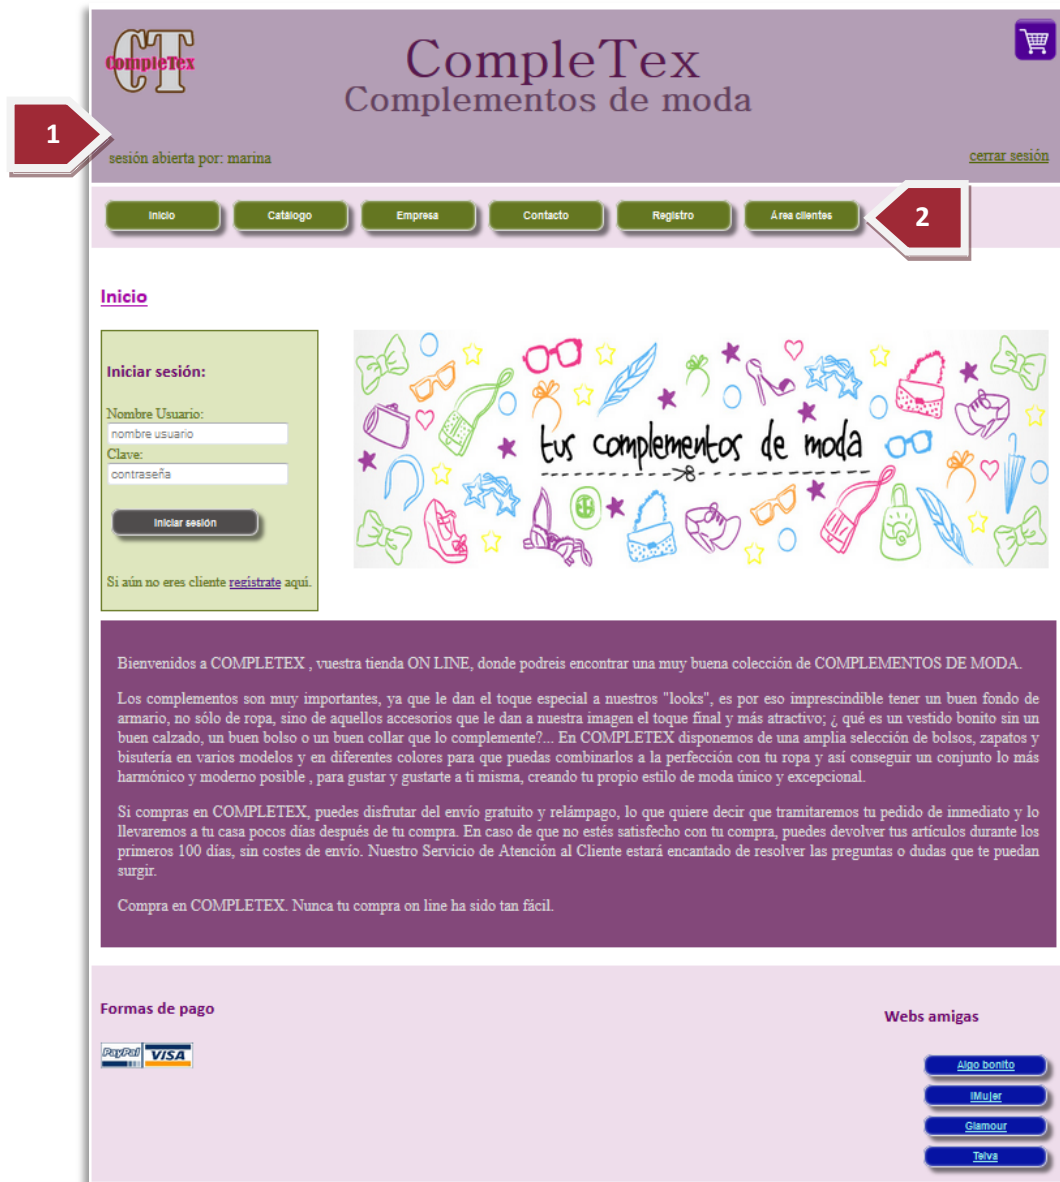 CT
CompleTex
CompleTex
Complementos de moda
1
sesión abierta por: marina
cerrar sesión
Inicio
Catálogo
Empresa
Contacto
Registro
Área clientes
2
Inicio
Iniciar sesión:
Nombre Usuario:
nombre usuario
Clave:
contraseña
Iniciar sesión
Si aún no eres cliente registrate aquí.
tus complementos de moda
Bienvenidos a COMPLETEX , vuestra tienda ON LINE, donde podreis encontrar una muy buena colección de COMPLEMENTOS DE MODA.
Los complementos son muy importantes, ya que le dan el toque especial a nuestros "looks", es por eso imprescindible tener un buen fondo de
armario, no sólo de ropa, sino de aquellos accesorios que le dan a nuestra imagen el toque final y más atractivo; ¿ qué es un vestido bonito sin un
buen calzado, un buen bolso o un buen collar que lo complemente?... En COMPLETEX disponemos de una amplia selección de bolsos, zapatos y
bisutería en varios modelos y en diferentes colores para que puedas combinarlos a la perfección con tu ropa y así conseguir un conjunto lo más
harmónico y moderno posible , para gustar y gustarte a ti misma, creando tu propio estilo de moda único y excepcional.
Si compras en COMPLETEX, puedes disfrutar del envío gratuito y relámpago, lo que quiere decir que tramitaremos tu pedido de inmediato y lo
llevaremos a tu casa pocos días después de tu compra. En caso de que no estés satisfecho con tu compra, puedes devolver tus artículos durante los
primeros 100 días, sin costes de envío. Nuestro Servicio de Atención al Cliente estará encantado de resolver las preguntas o dudas que te puedan
surgir.
Compra en COMPLETEX. Nunca tu compra on line ha sido tan fácil.
Formas de pago
PayPal VISA
Webs amigas
Algo bonito
IMujer
Glamour
Telva